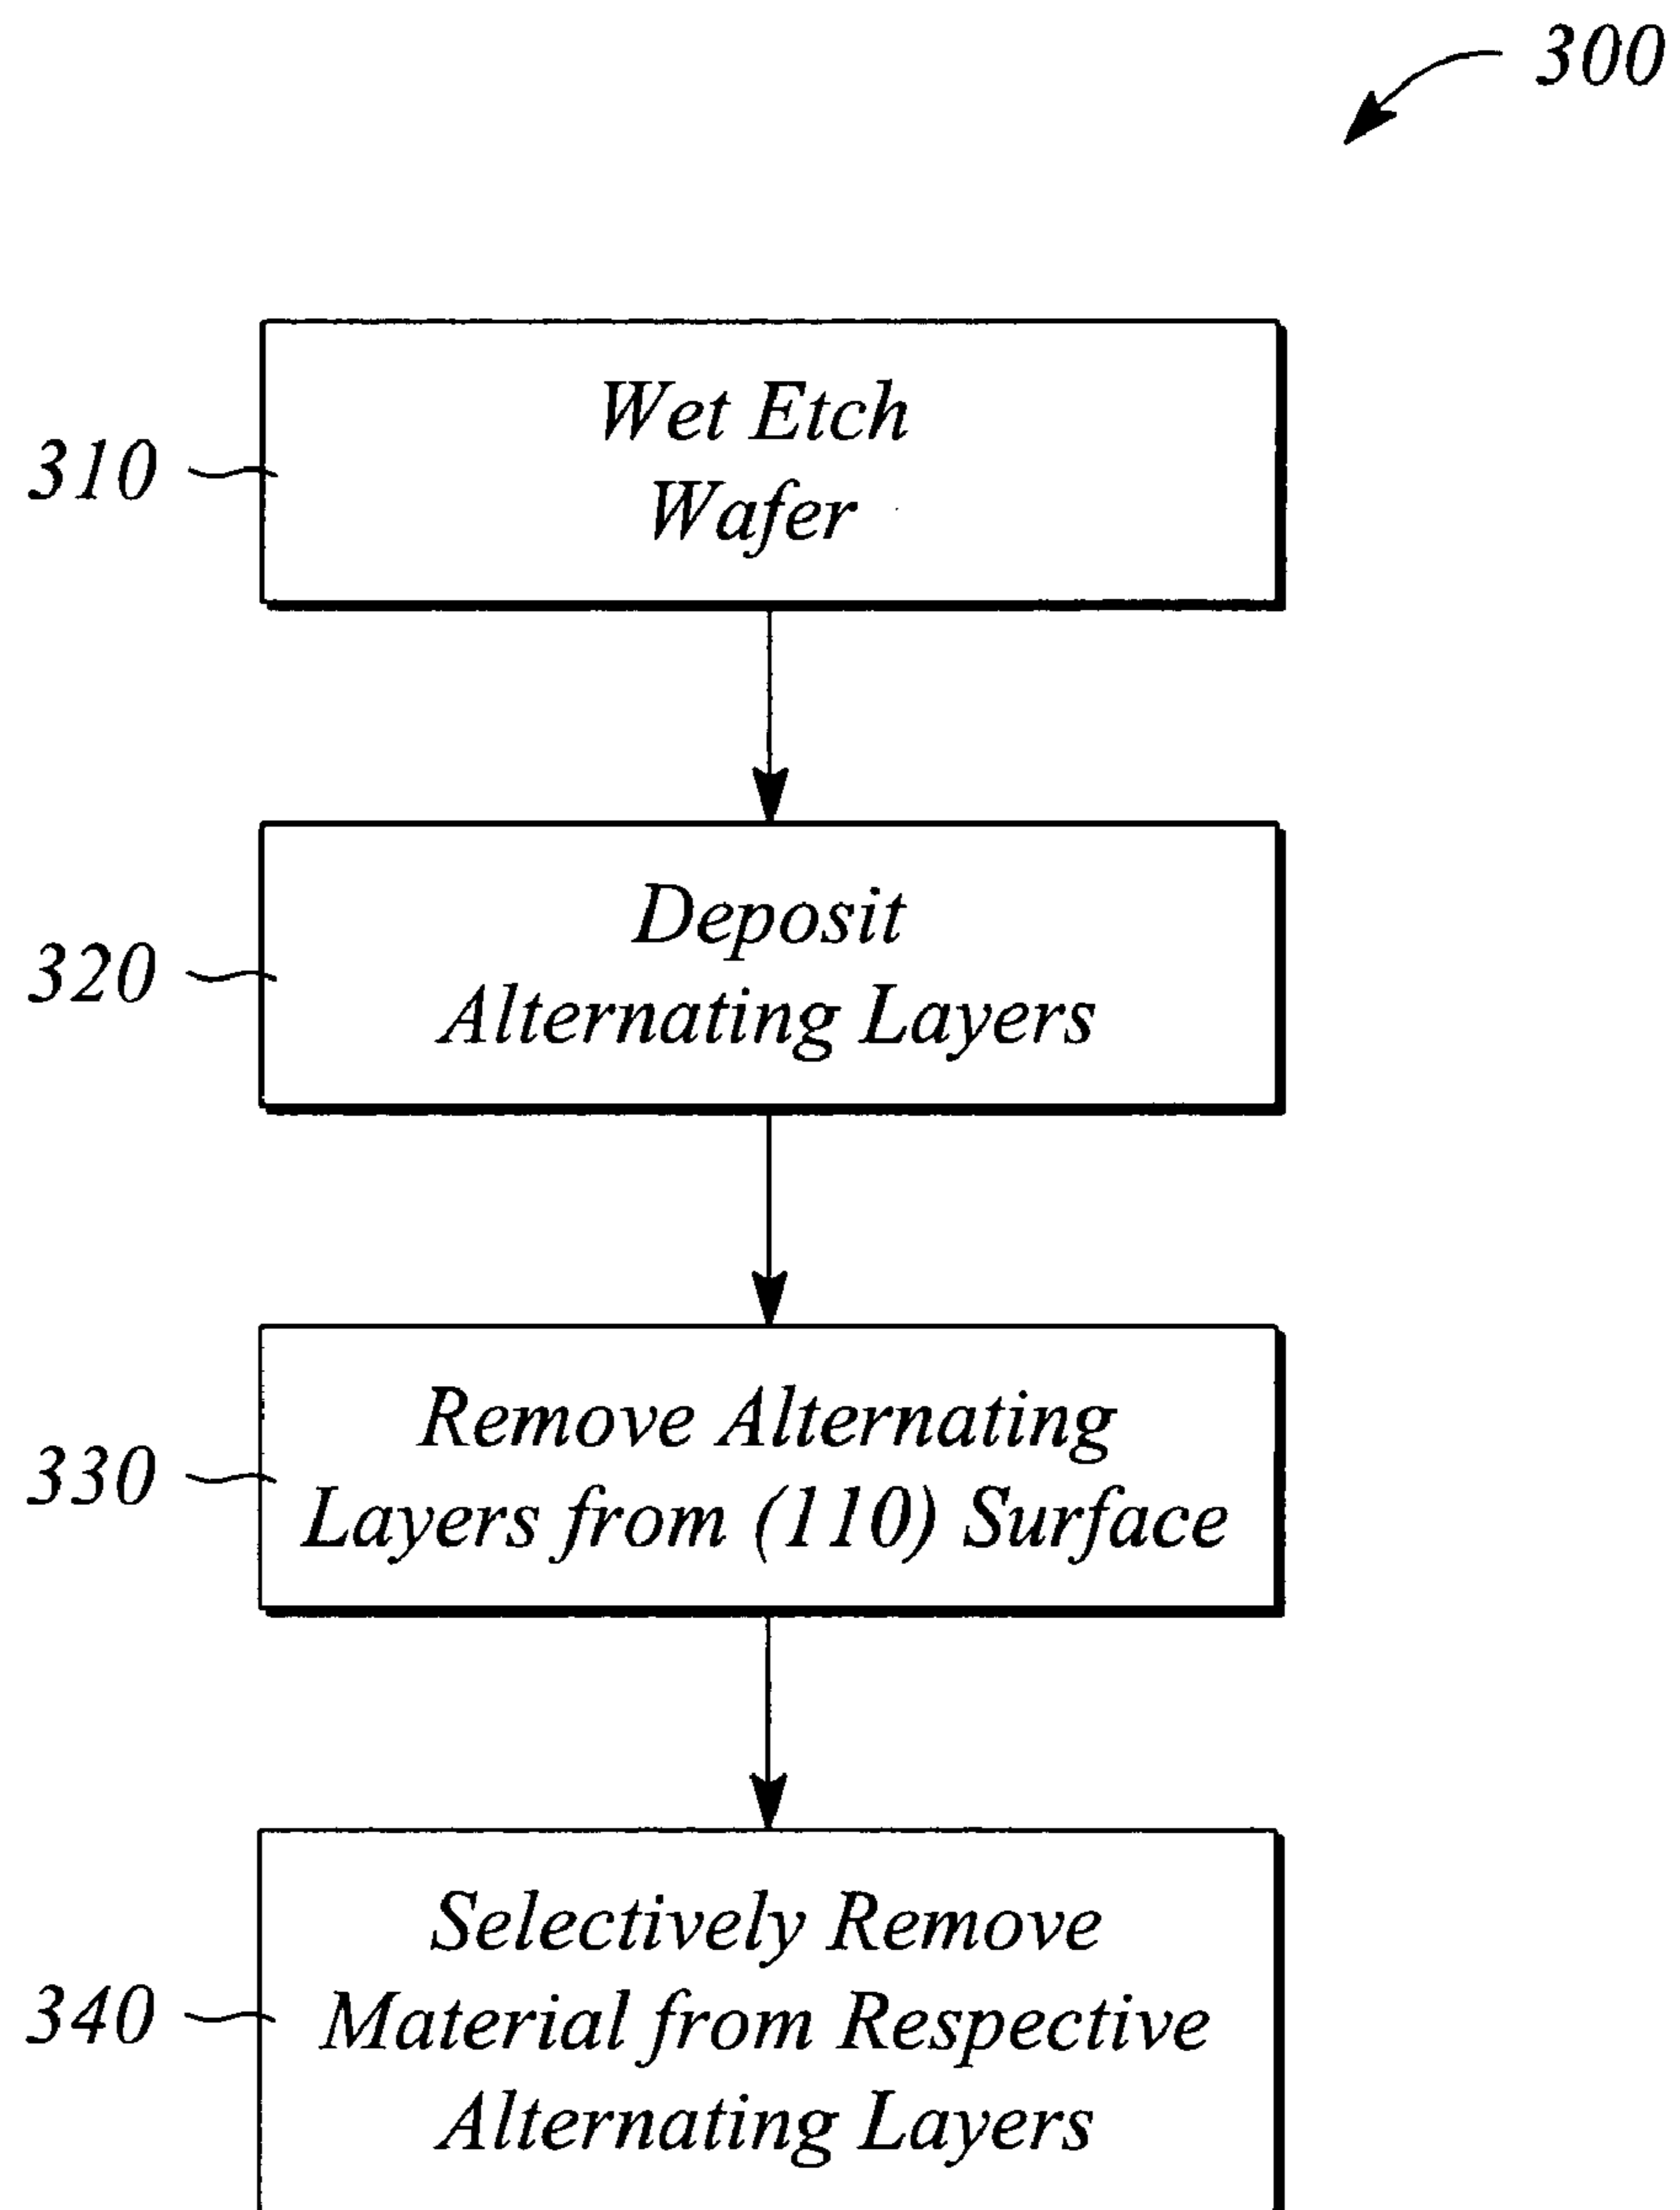 300
310
Wet Etch
Wafer
320
Deposit
Alternating Layers
330
Remove Alternating
Layers from (110) Surface
340
Selectively Remove
Material from Respective
Alternating Layers